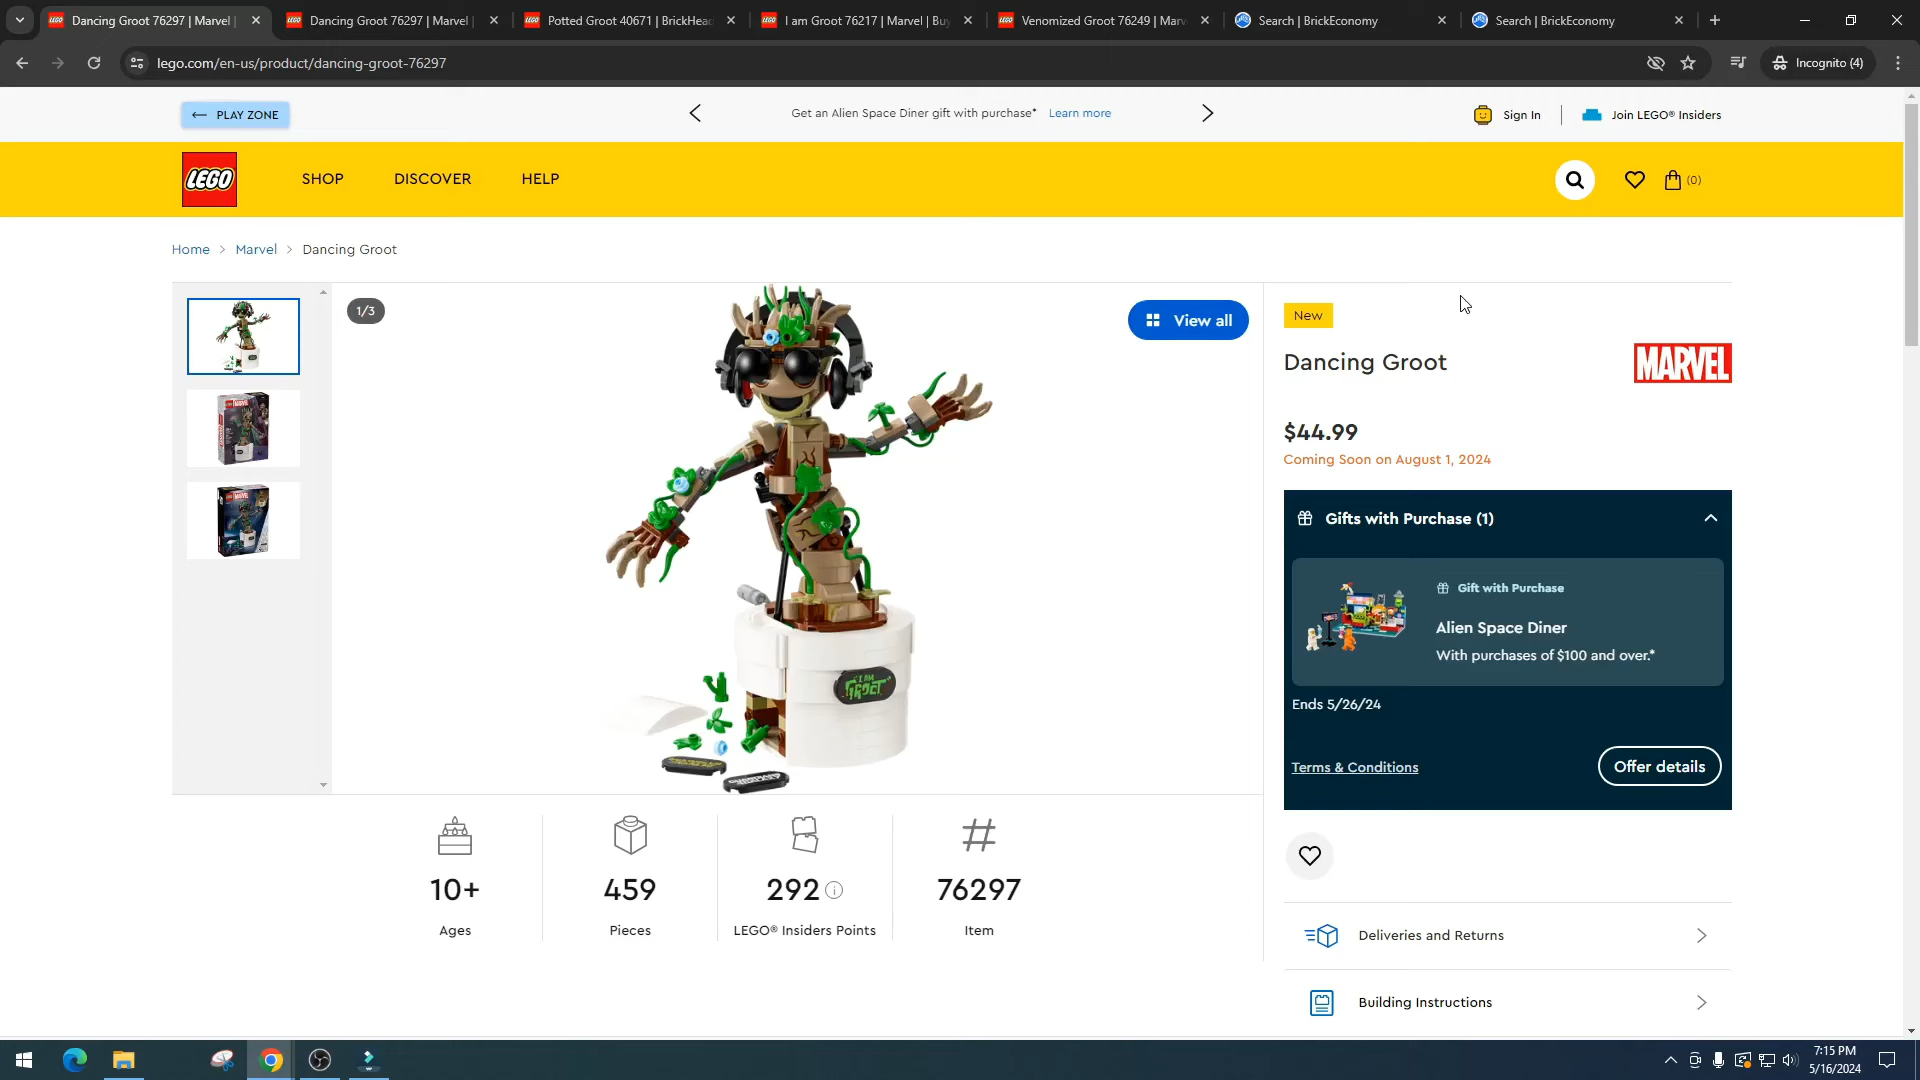 Dancing Groot 76297 | Marvel
Dancing Groot 76297 | Marvel
Potted Groot 40671 | BrickHead
I am Groot 76217 | Marvel | Buy
Venomized Groot 76249 | Marv
Search | BrickEconomy
Search | BrickEconomy
lego.com/en-us/product/dancing-groot-76297
Incognito (4)
PLAY ZONE
Get an Alien Space Diner gift with purchase* Learn more
Sign In
Join LEGO® Insiders
LEGO
SHOP
DISCOVER
HELP
(0)
Home > Marvel > Dancing Groot
1/3
View all
New
Dancing Groot
MARVEL
$44.99
Coming Soon on August 1, 2024
Gifts with Purchase (1)
Gift with Purchase
Alien Space Diner
With purchases of $100 and over.*
Ends 5/26/24
Terms & Conditions
Offer details
I AM
GROOT
10+
Ages
459
Pieces
292
LEGO® Insiders Points
76297
Item
Deliveries and Returns
Building Instructions
7:15 PM
5/16/2024